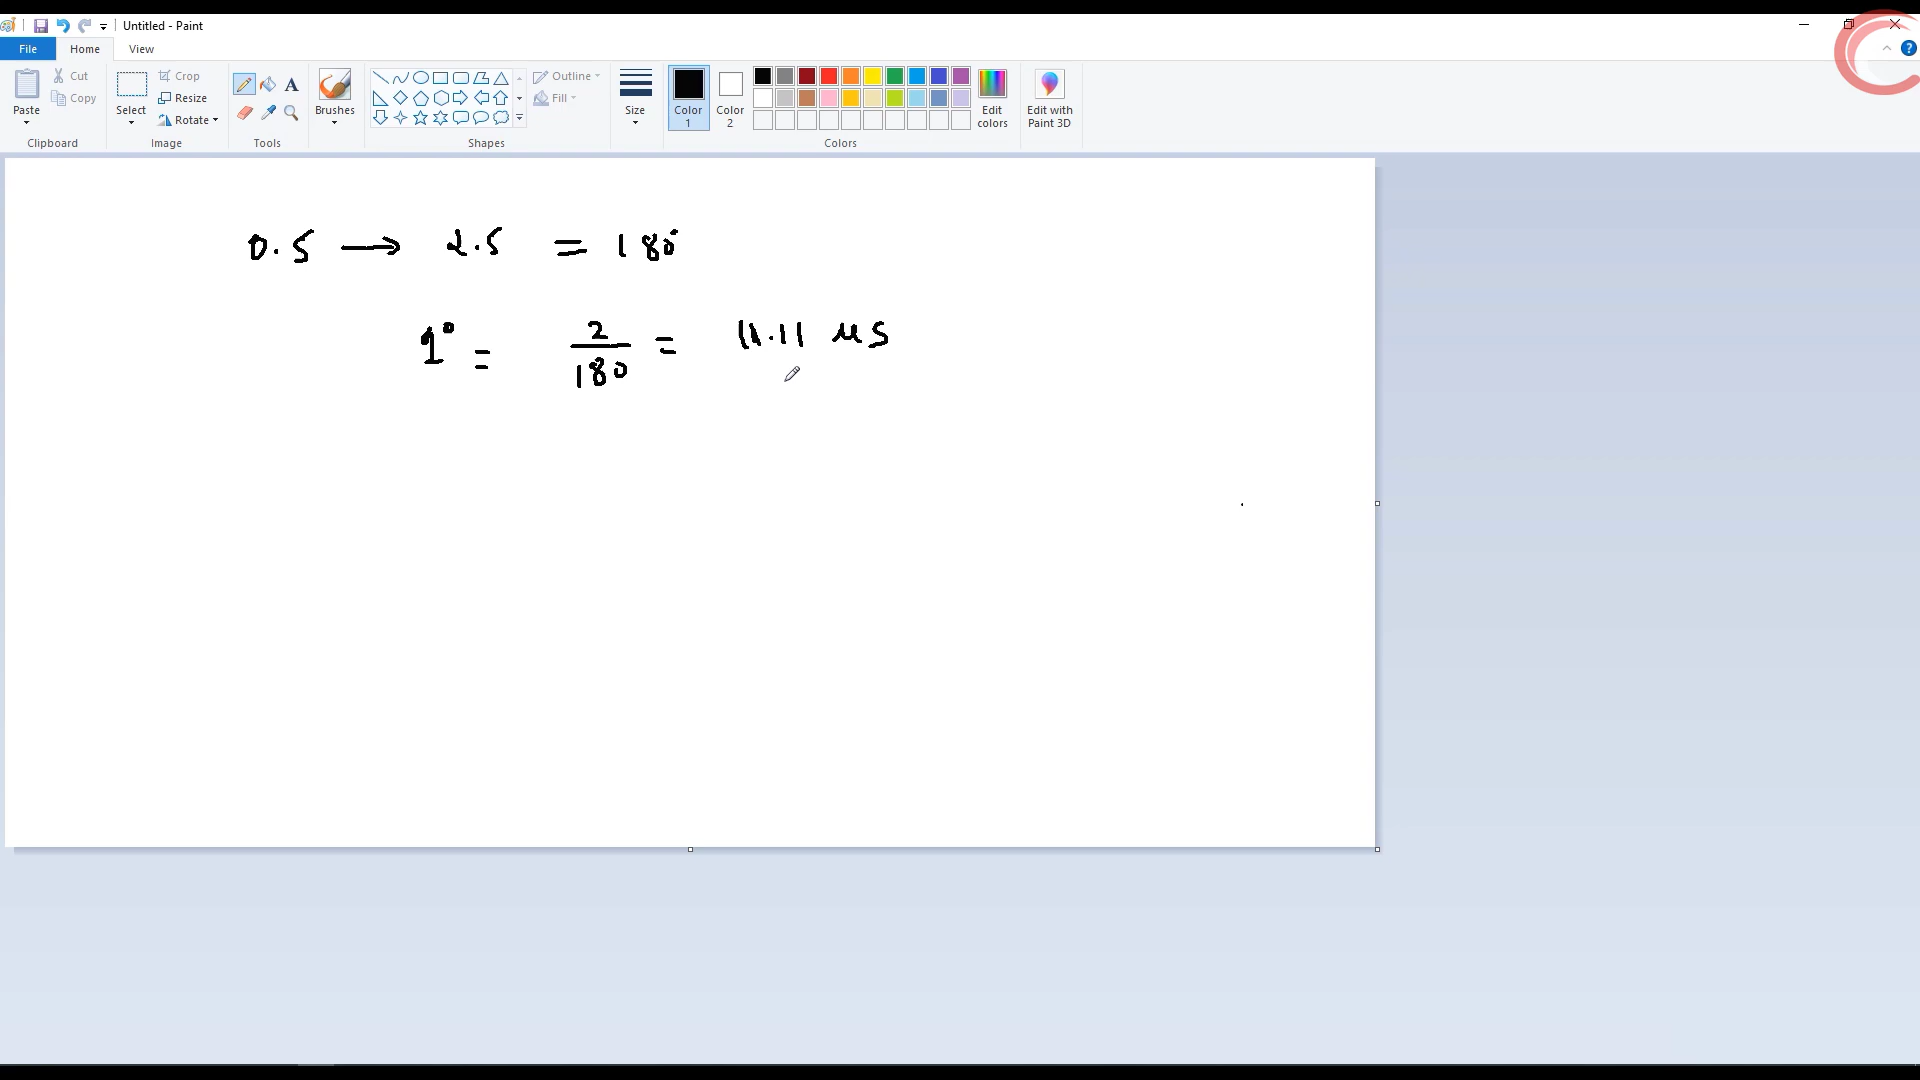 Untitled - Paint
File Home View
Paste Cut Copy Clipboard
Select Crop Resize Rotate Image
Tools
Brushes
Outline Fill Shapes
Size
Color 1 Color 2 Edit colors Colors
Edit with Paint 3D
0.5 → 2.5 = 180°
1° = 2/180 = 11.11 μs